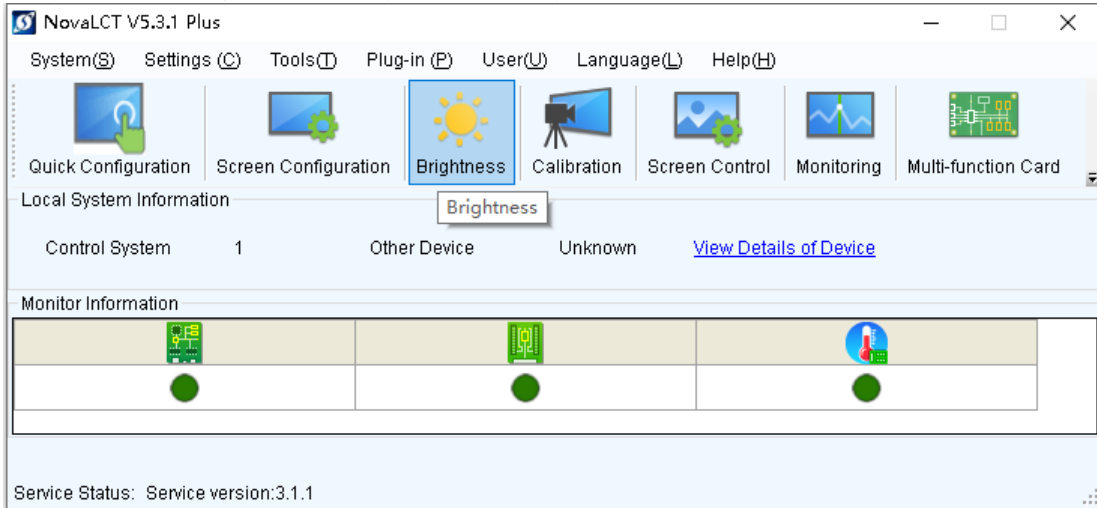 NovaLCT V5.3.1 Plus
System(S) Settings (C) Tools(T) Plug-in (P) User(U) Language(L) Help(H)
Quick Configuration Screen Configuration Brightness Calibration Screen Control Monitoring Multi-function Card
Brightness
Local System Information
Control System 1 Other Device Unknown View Details of Device
Monitor Information
Service Status: Service version:3.1.1